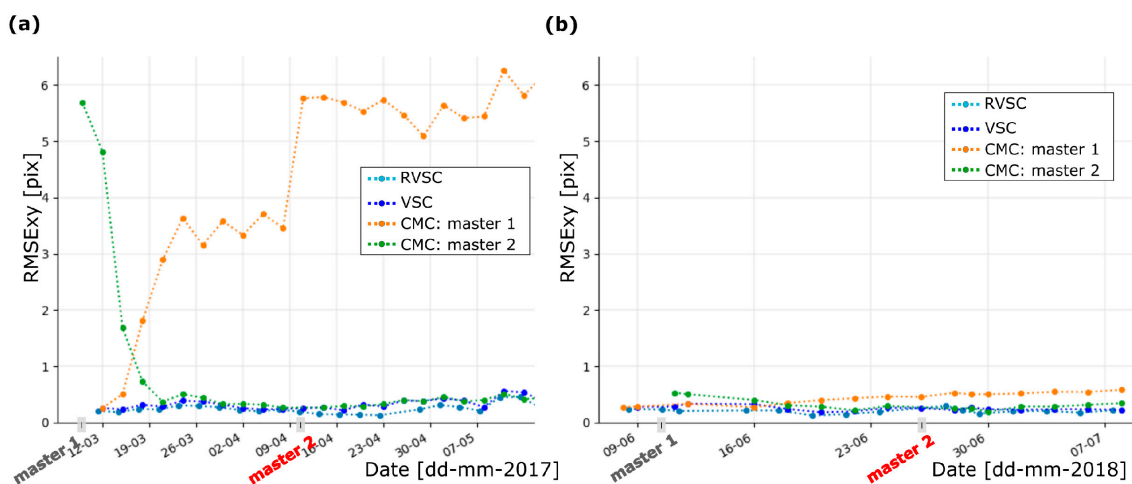 (a)
RMSExy [pix]
6
5
4
3
2
1
0
RVSC
VSC
CMC: master 1
CMC: master 2
master 1
12-03
19-03
26-03
02-04
09-04
master 2
16-04
23-04
30-04
07-05
Date [dd-mm-2017]
(b)
RMSExy [pix]
6
5
4
3
2
1
0
RVSC
VSC
CMC: master 1
CMC: master 2
09-06
master 1
16-06
23-06
master 2
30-06
07-07
Date [dd-mm-2018]